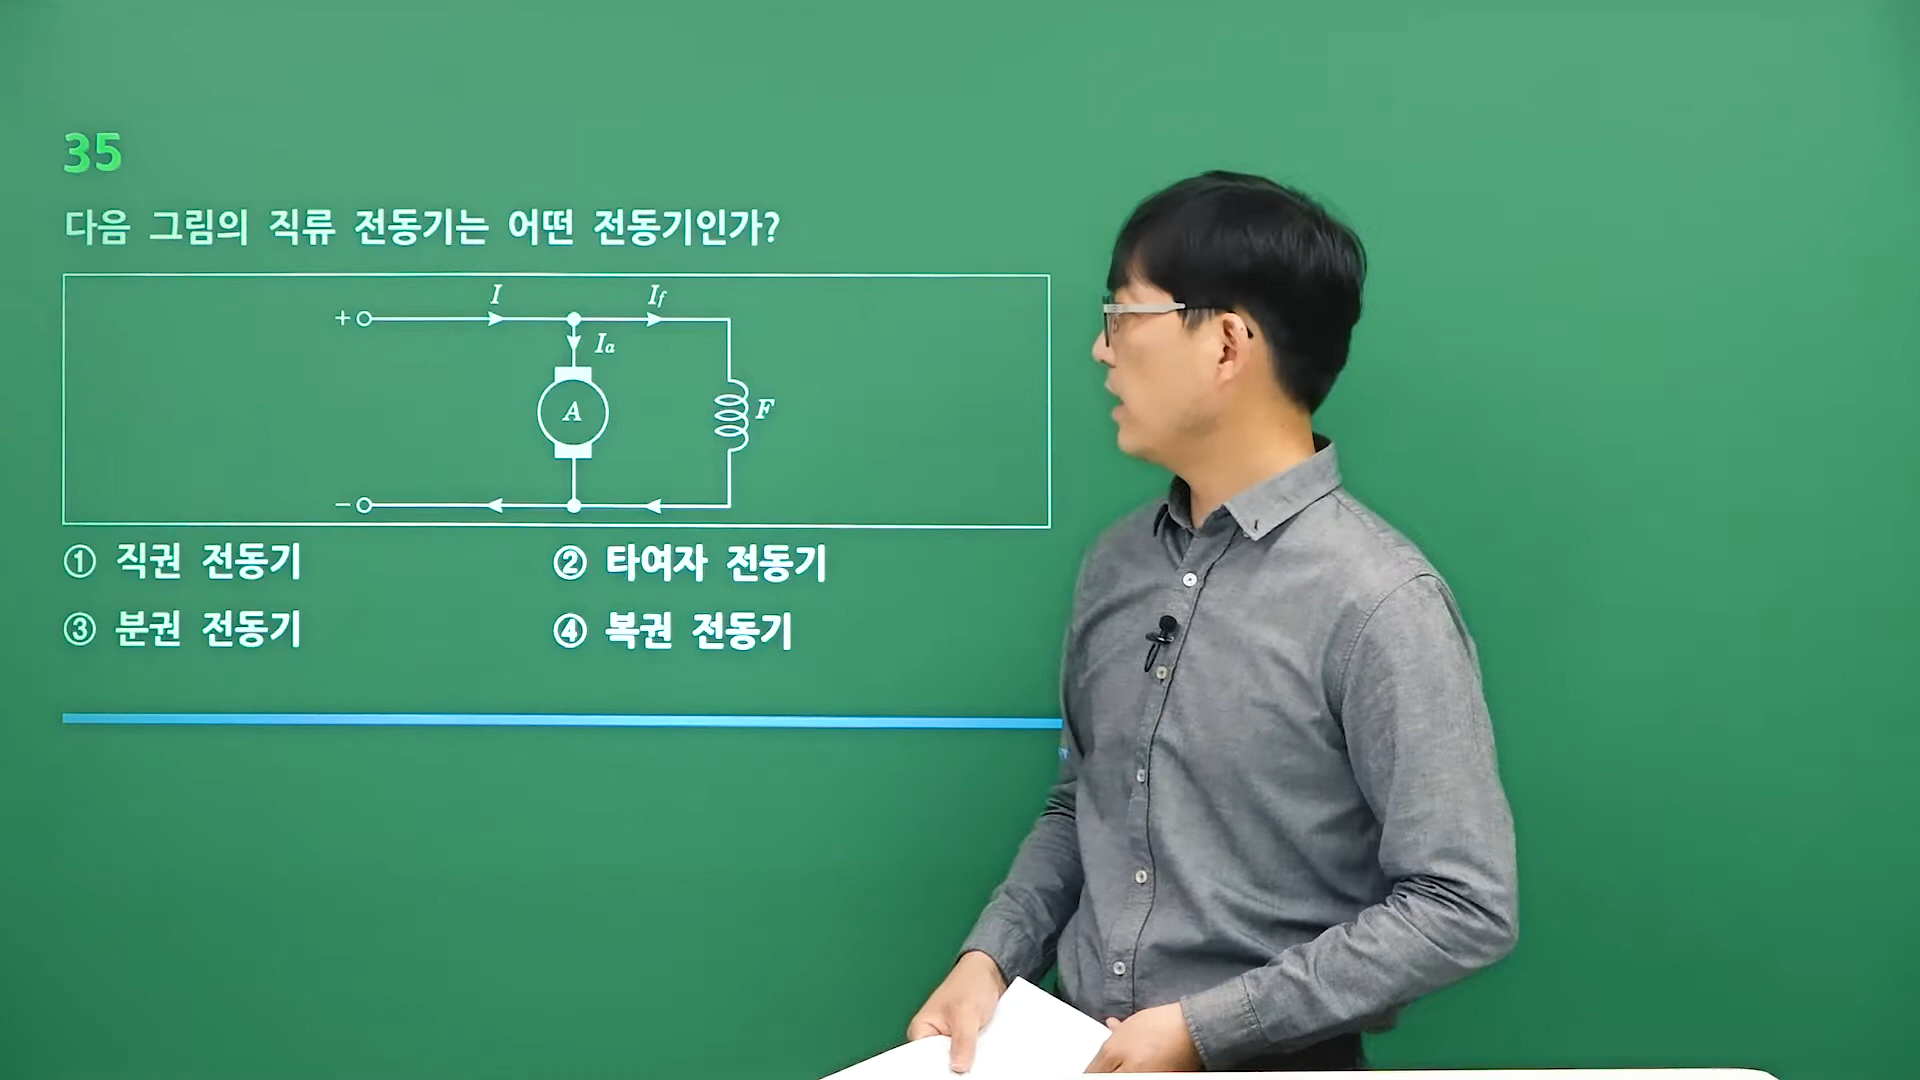 35
다음 그림의 직류 전동기는 어떤 전동기인가?
I If
+
Ia
A F
−
① 직권 전동기 ② 타여자 전동기
③ 분권 전동기 ④ 복권 전동기